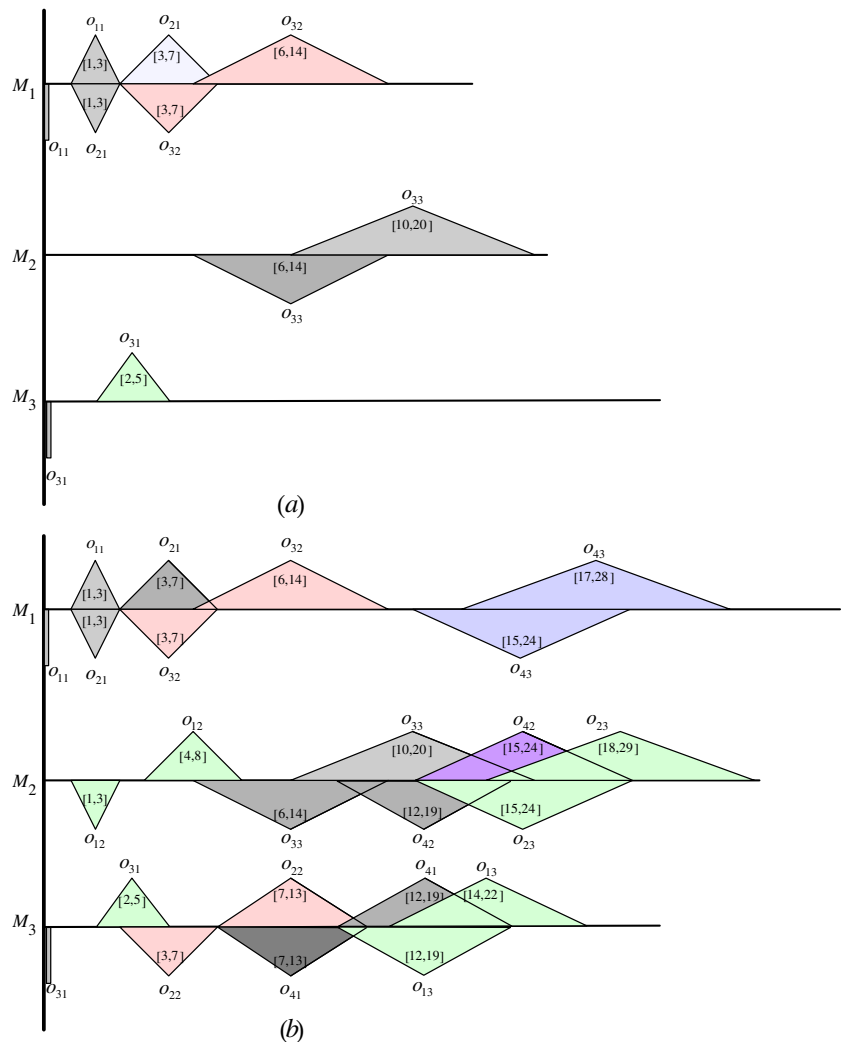 o11 o21 o32
[1,3] [3,7] [6,14]
M1
[1,3] [3,7]
o11 o21 o32
o33
[10,20]
M2
[6,14]
o33
o31
[2,5]
M3
o31
(a)
o11 o21 o32 o43
[1,3] [3,7] [6,14] [17,28]
M1
[1,3] [3,7] [15,24]
o11 o21 o32 o43
o12 o33 o42 o23
[4,8] [10,20] [15,24] [18,29]
M2
[1,3] [6,14] [12,19] [15,24]
o12 o33 o42 o23
o31 o22 o41 o13
[2,5] [7,13] [12,19] [14,22]
M3
[3,7] [7,13] [12,19]
o31 o22 o41 o13
(b)